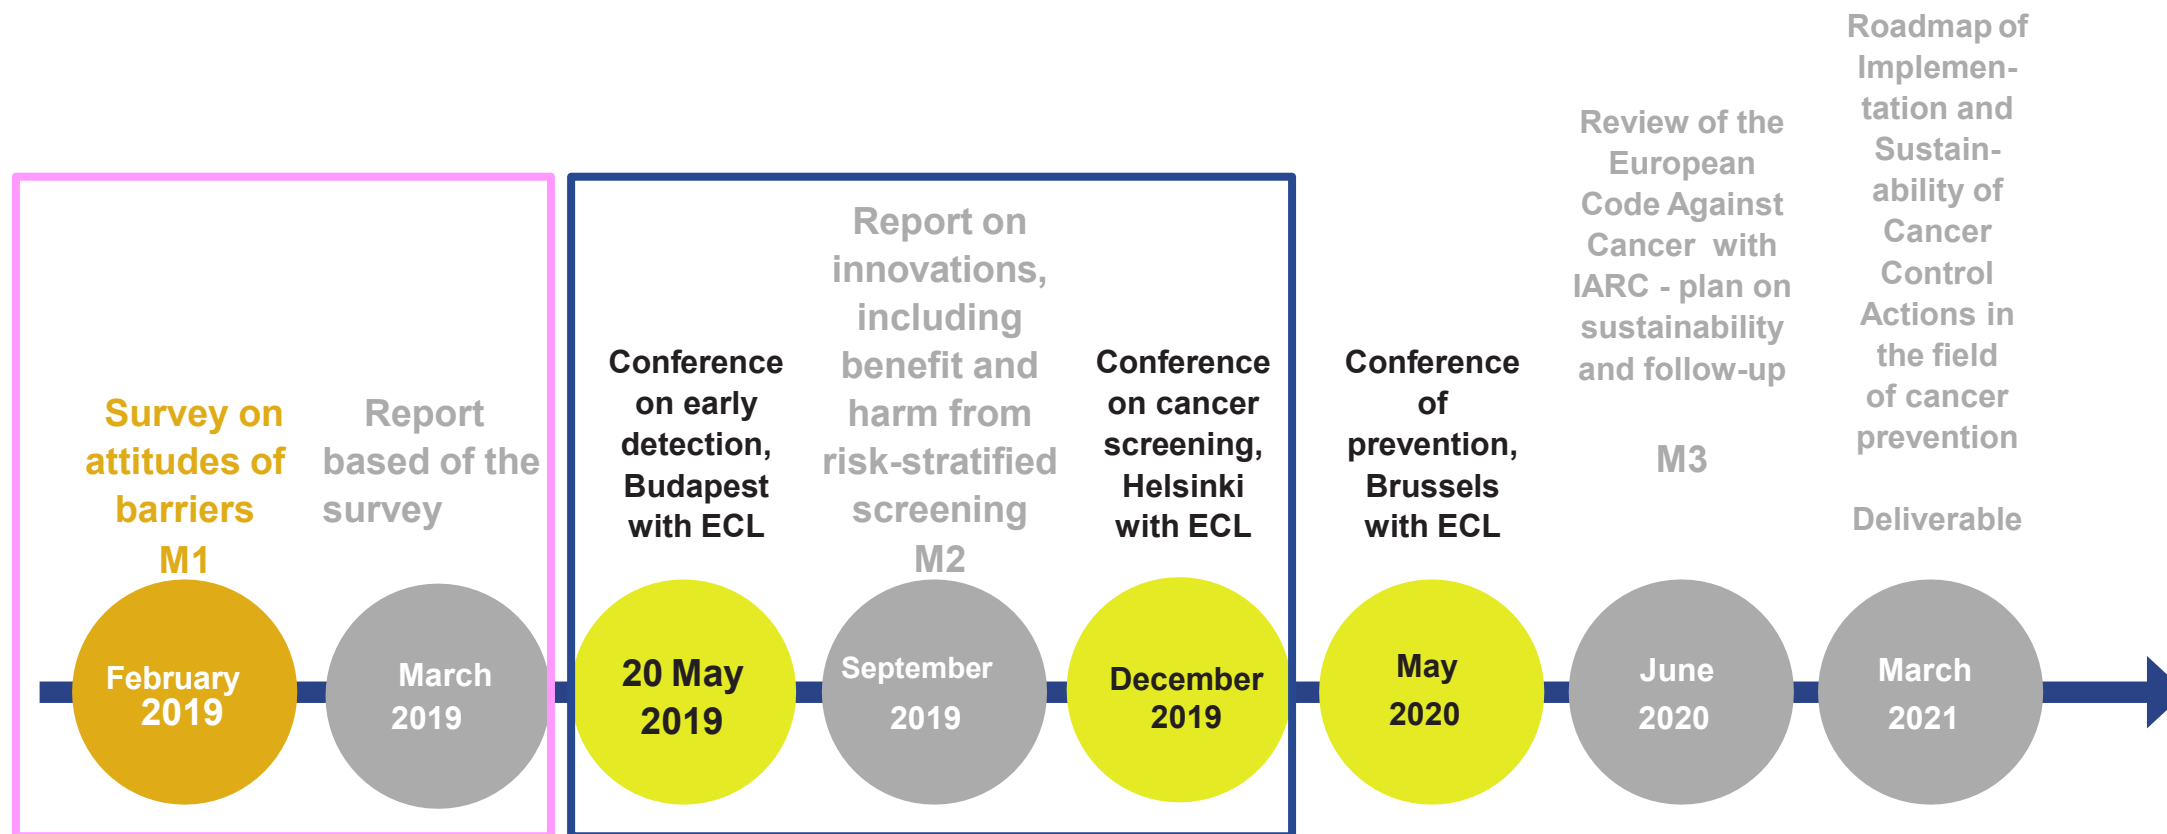 Survey on
attitudes of
barriers
M1
February
2019
Report
based of the
survey
March
2019
Conference
on early
detection,
Budapest
with ECL
20 May
2019
Report on
innovations,
including
benefit and
harm from
risk-stratified
screening
M2
September
2019
Conference
on cancer
screening,
Helsinki
with ECL
December
2019
Conference
of
prevention,
Brussels
with ECL
May
2020
Review of the
European
Code Against
Cancer with
IARC - plan on
sustainability
and follow-up
M3
June
2020
Roadmap of
Implemen-
tation and
Sustain-
ability of
Cancer
Control
Actions in
the field
of cancer
prevention
Deliverable
March
2021